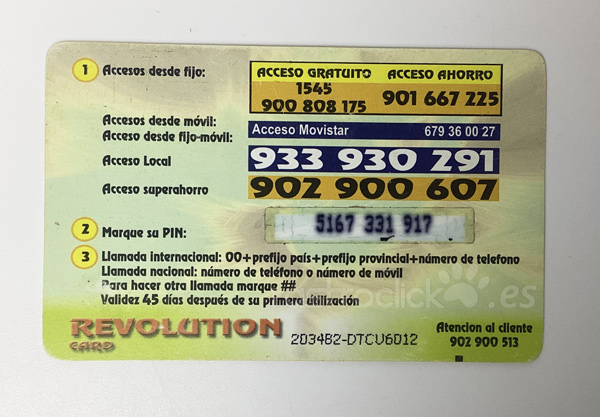 1 Accesos desde fijo:
ACCESO GRATUITO ACCESO AHORRO
1545
900 808 175 901 667 225
Accesos desde móvil:
Acceso desde fijo-móvil:
Acceso Movistar 679 36 00 27
Acceso Local 933 930 291
Acceso superahorro 902 900 607
2 Marque su PIN: 5167 331 917
3 Llamada internacional: 00+prefijo país+prefijo provincial+número de telefono
Llamada nacional: número de teléfono o número de móvil
Para hacer otra llamada marque ##
Validez 45 días después de su primera utilización
REVOLUTION
CARD
203482-DTCU6012
Atencion al cliente
902 900 513